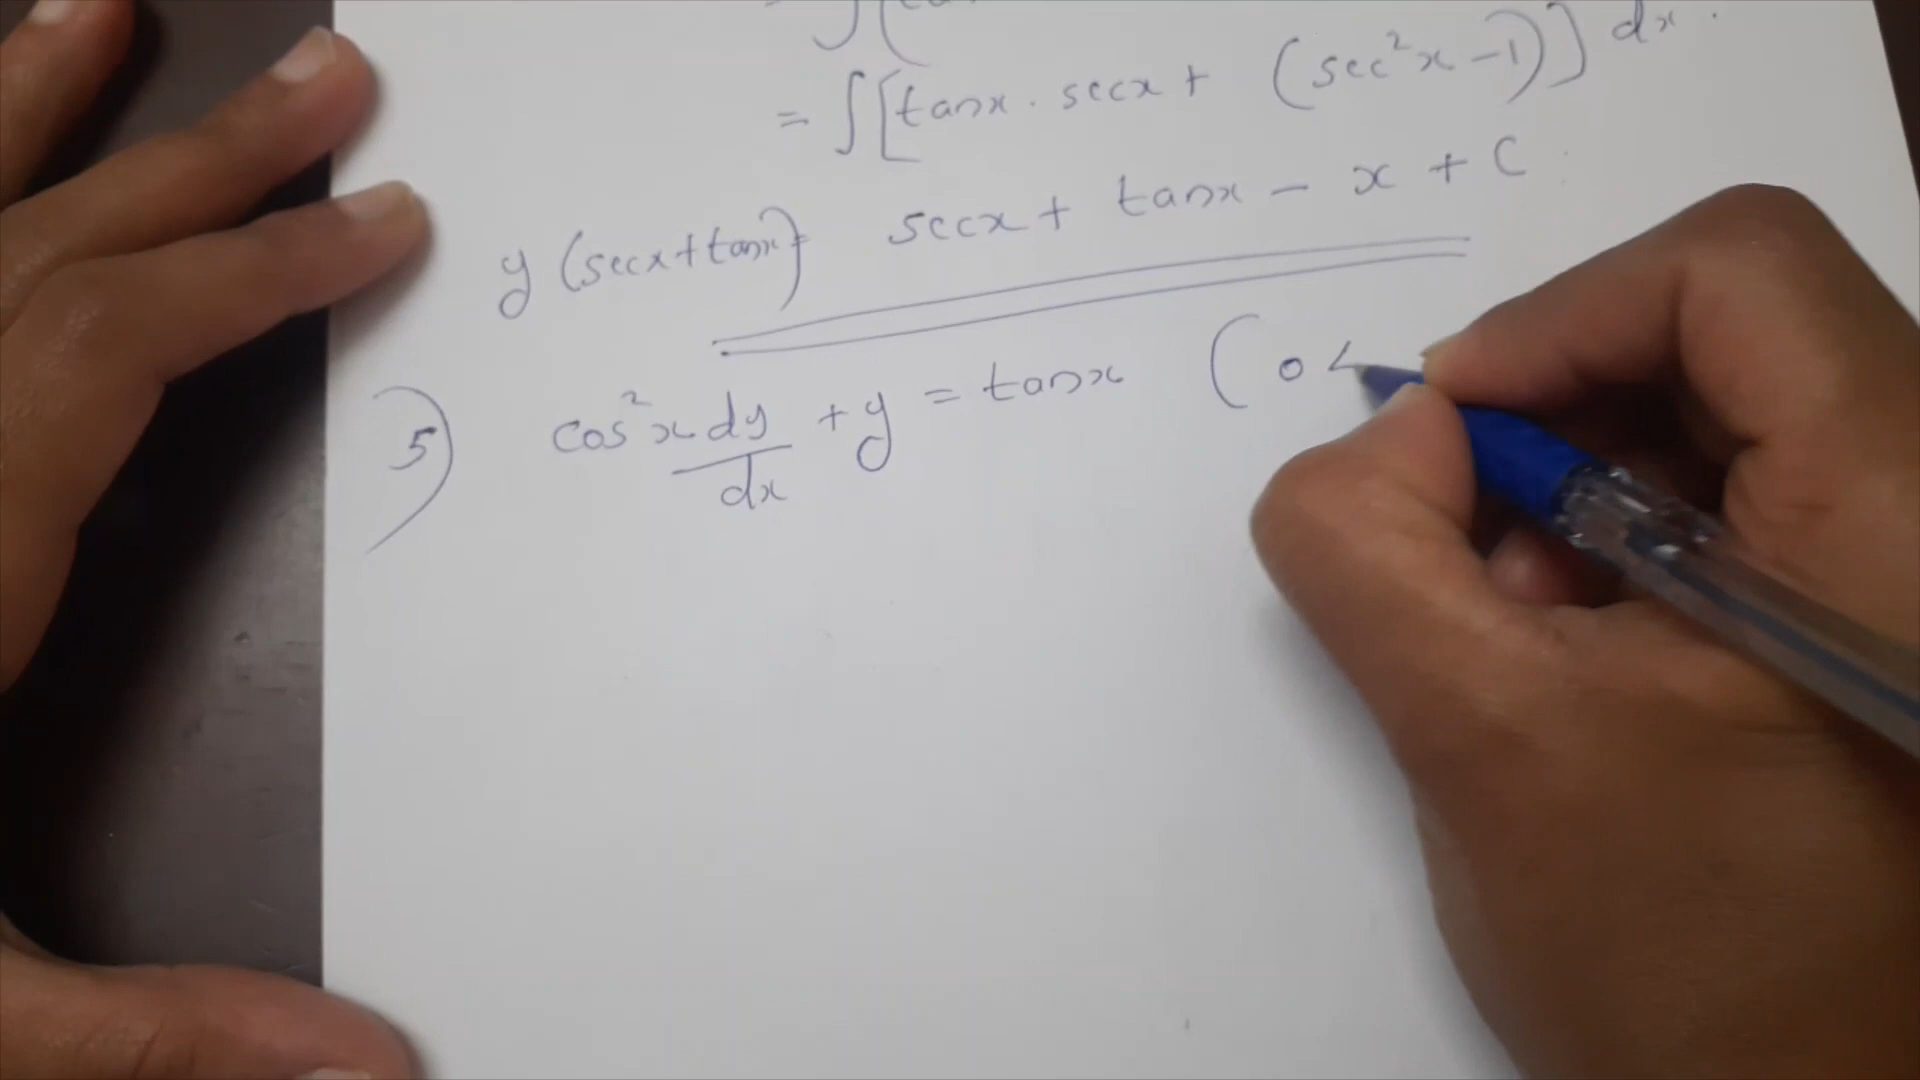 = ∫[tanx . secx + (sec²x - 1)] dx.
y (secx + tanx) = secx + tanx - x + C
5) cos²x dy/dx + y = tanx (0 <